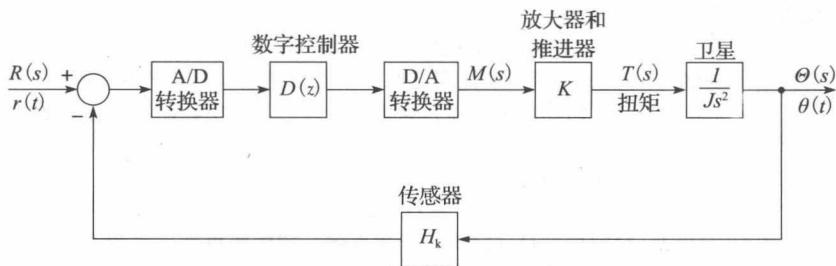 R(s)
r(t)
+
-
A/D
转换器
数字控制器
D(z)
D/A
转换器
M(s)
放大器和
推进器
K
T(s)
扭矩
卫星
1
Js²
Θ(s)
θ(t)
传感器
Hₖ